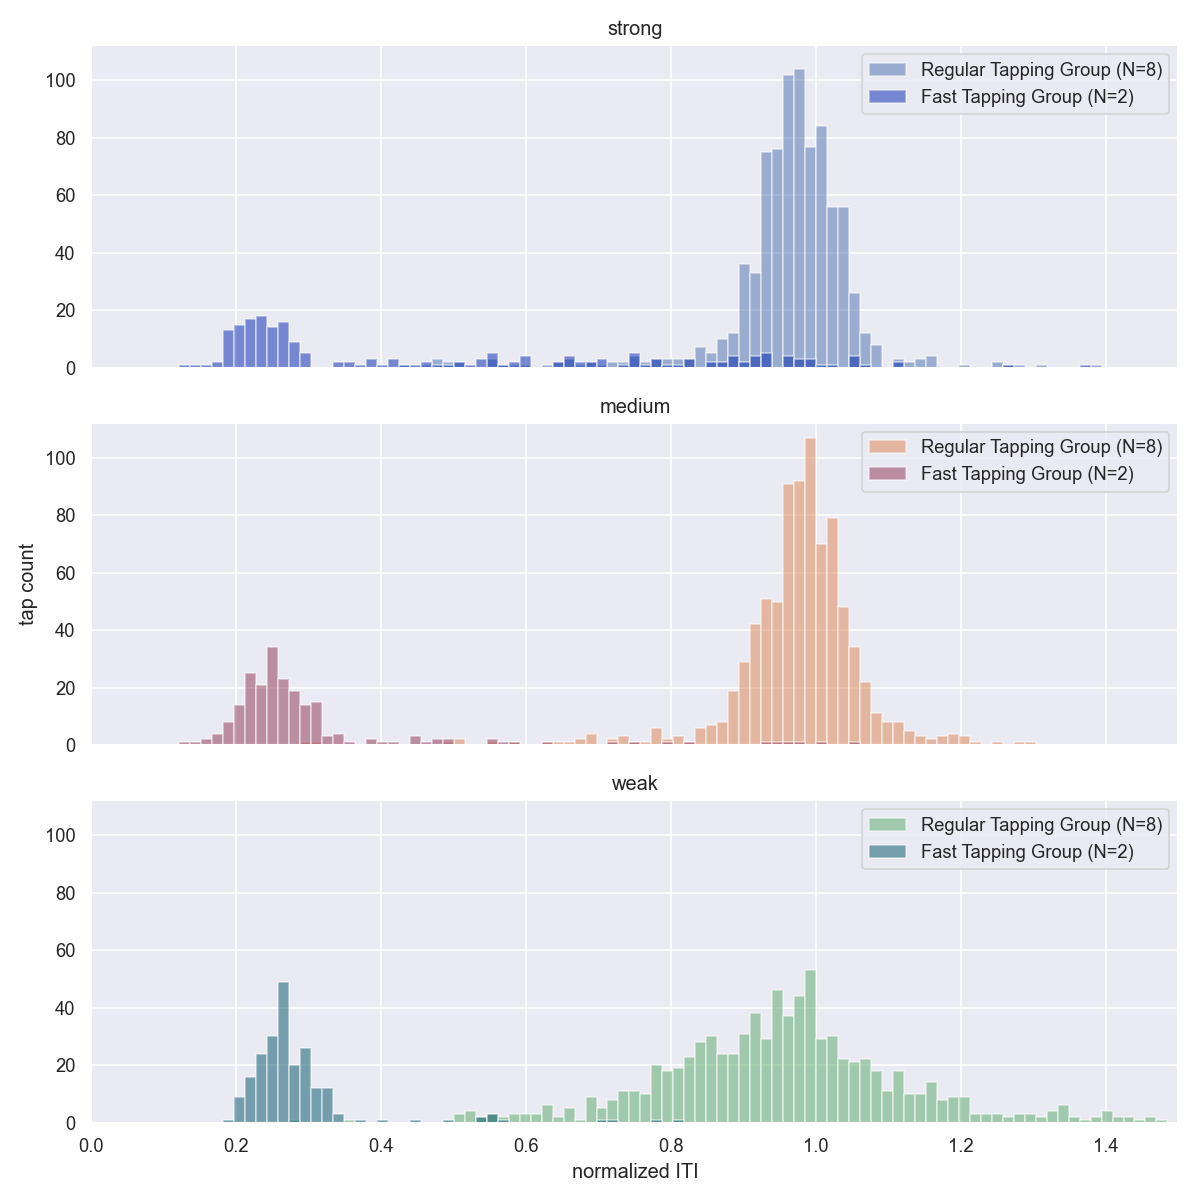 strong
100
80
60
40
20
0
Regular Tapping Group (N=8)
Fast Tapping Group (N=2)
medium
100
80
60
40
20
0
Regular Tapping Group (N=8)
Fast Tapping Group (N=2)
tap count
weak
100
80
60
40
20
0
Regular Tapping Group (N=8)
Fast Tapping Group (N=2)
0.0 0.2 0.4 0.6 0.8 1.0 1.2 1.4
normalized ITI